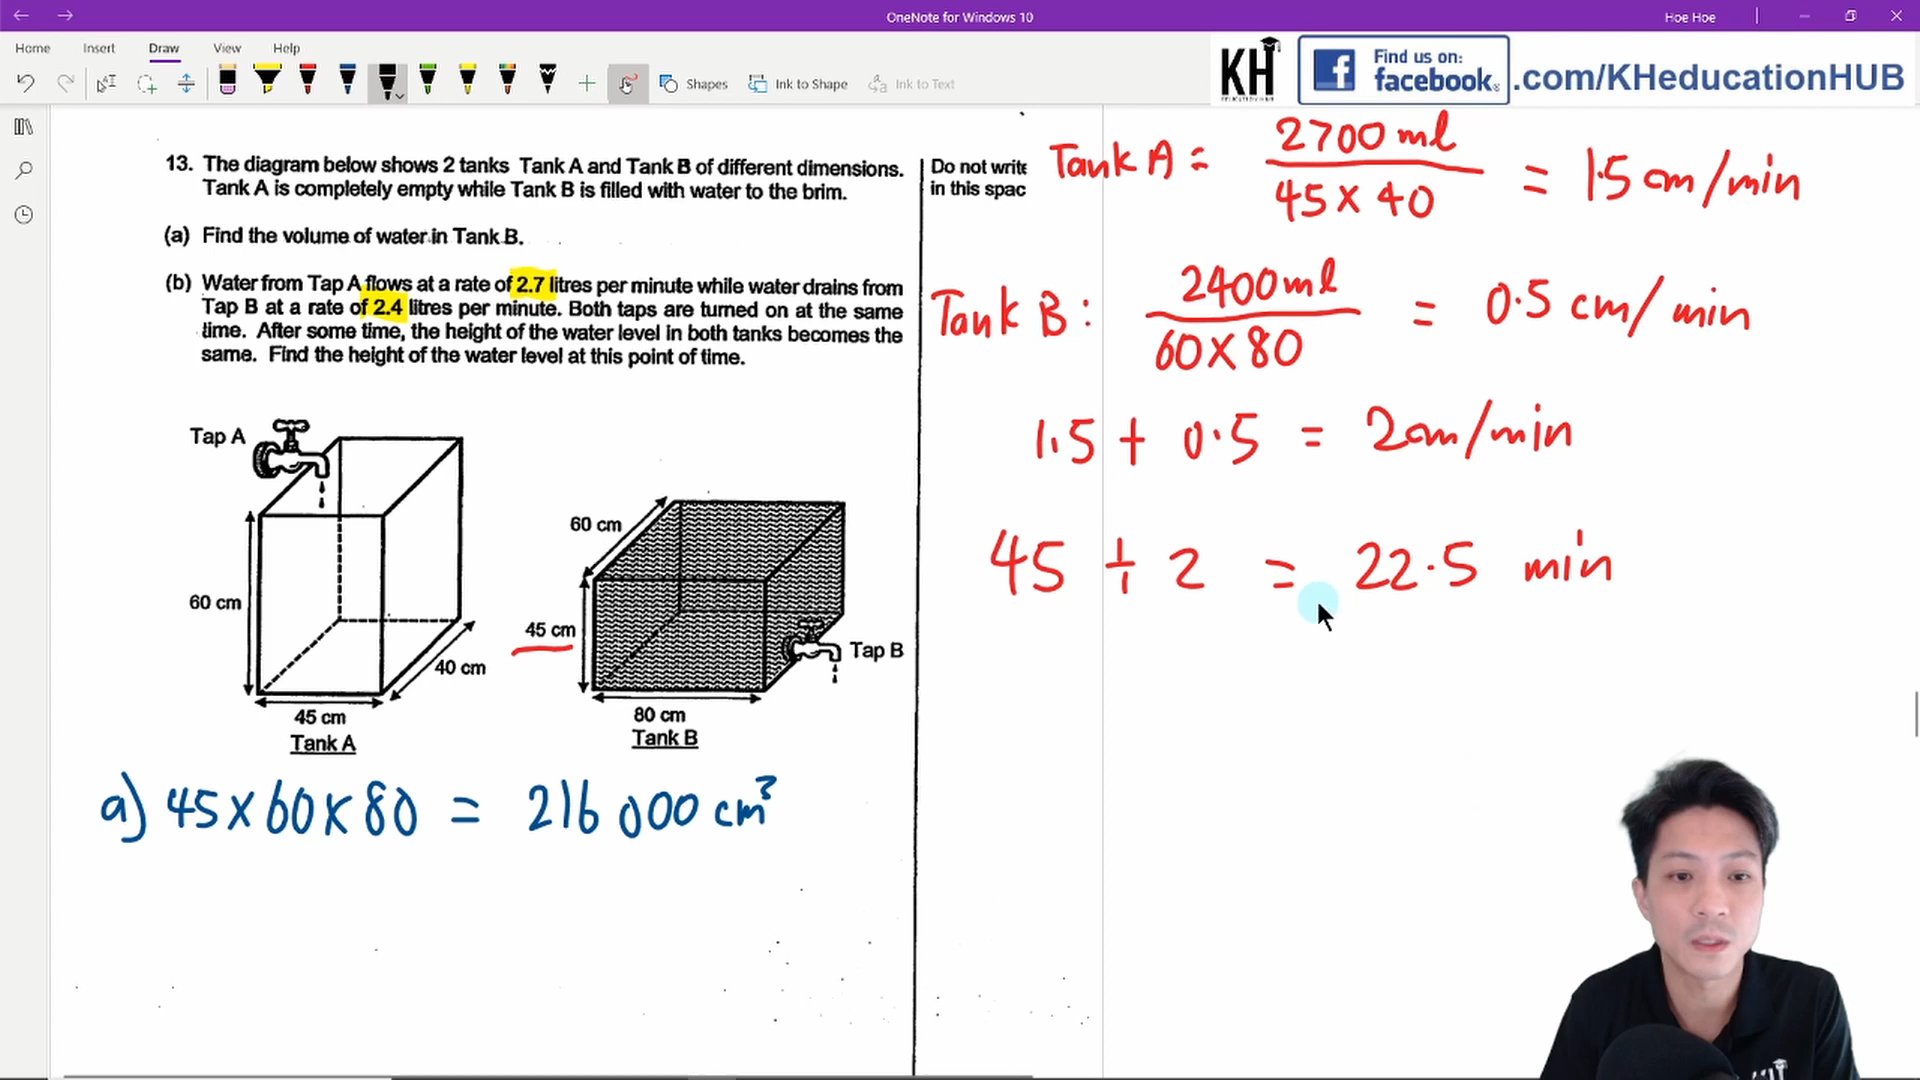 OneNote for Windows 10
Hoe Hoe
Home Insert Draw View Help
Shapes Ink to Shape Ink to Text
KH
Find us on:
facebook .com/KHeducationHUB
13. The diagram below shows 2 tanks Tank A and Tank B of different dimensions.
Tank A is completely empty while Tank B is filled with water to the brim.
(a) Find the volume of water in Tank B.
(b) Water from Tap A flows at a rate of 2.7 litres per minute while water drains from
Tap B at a rate of 2.4 litres per minute. Both taps are turned on at the same
time. After some time, the height of the water level in both tanks becomes the
same. Find the height of the water level at this point of time.
Do not write
in this spac
Tap A
60 cm
40 cm
45 cm
Tank A
60 cm
45 cm
Tap B
80 cm
Tank B
a) 45 x 60 x 80 = 216 000 cm³
Tank A = 2700 ml / 45 x 40 = 1.5 cm/min
Tank B : 2400 ml / 60 x 80 = 0.5 cm/min
1.5 + 0.5 = 2 cm/min
45 ÷ 2 = 22.5 min
KH